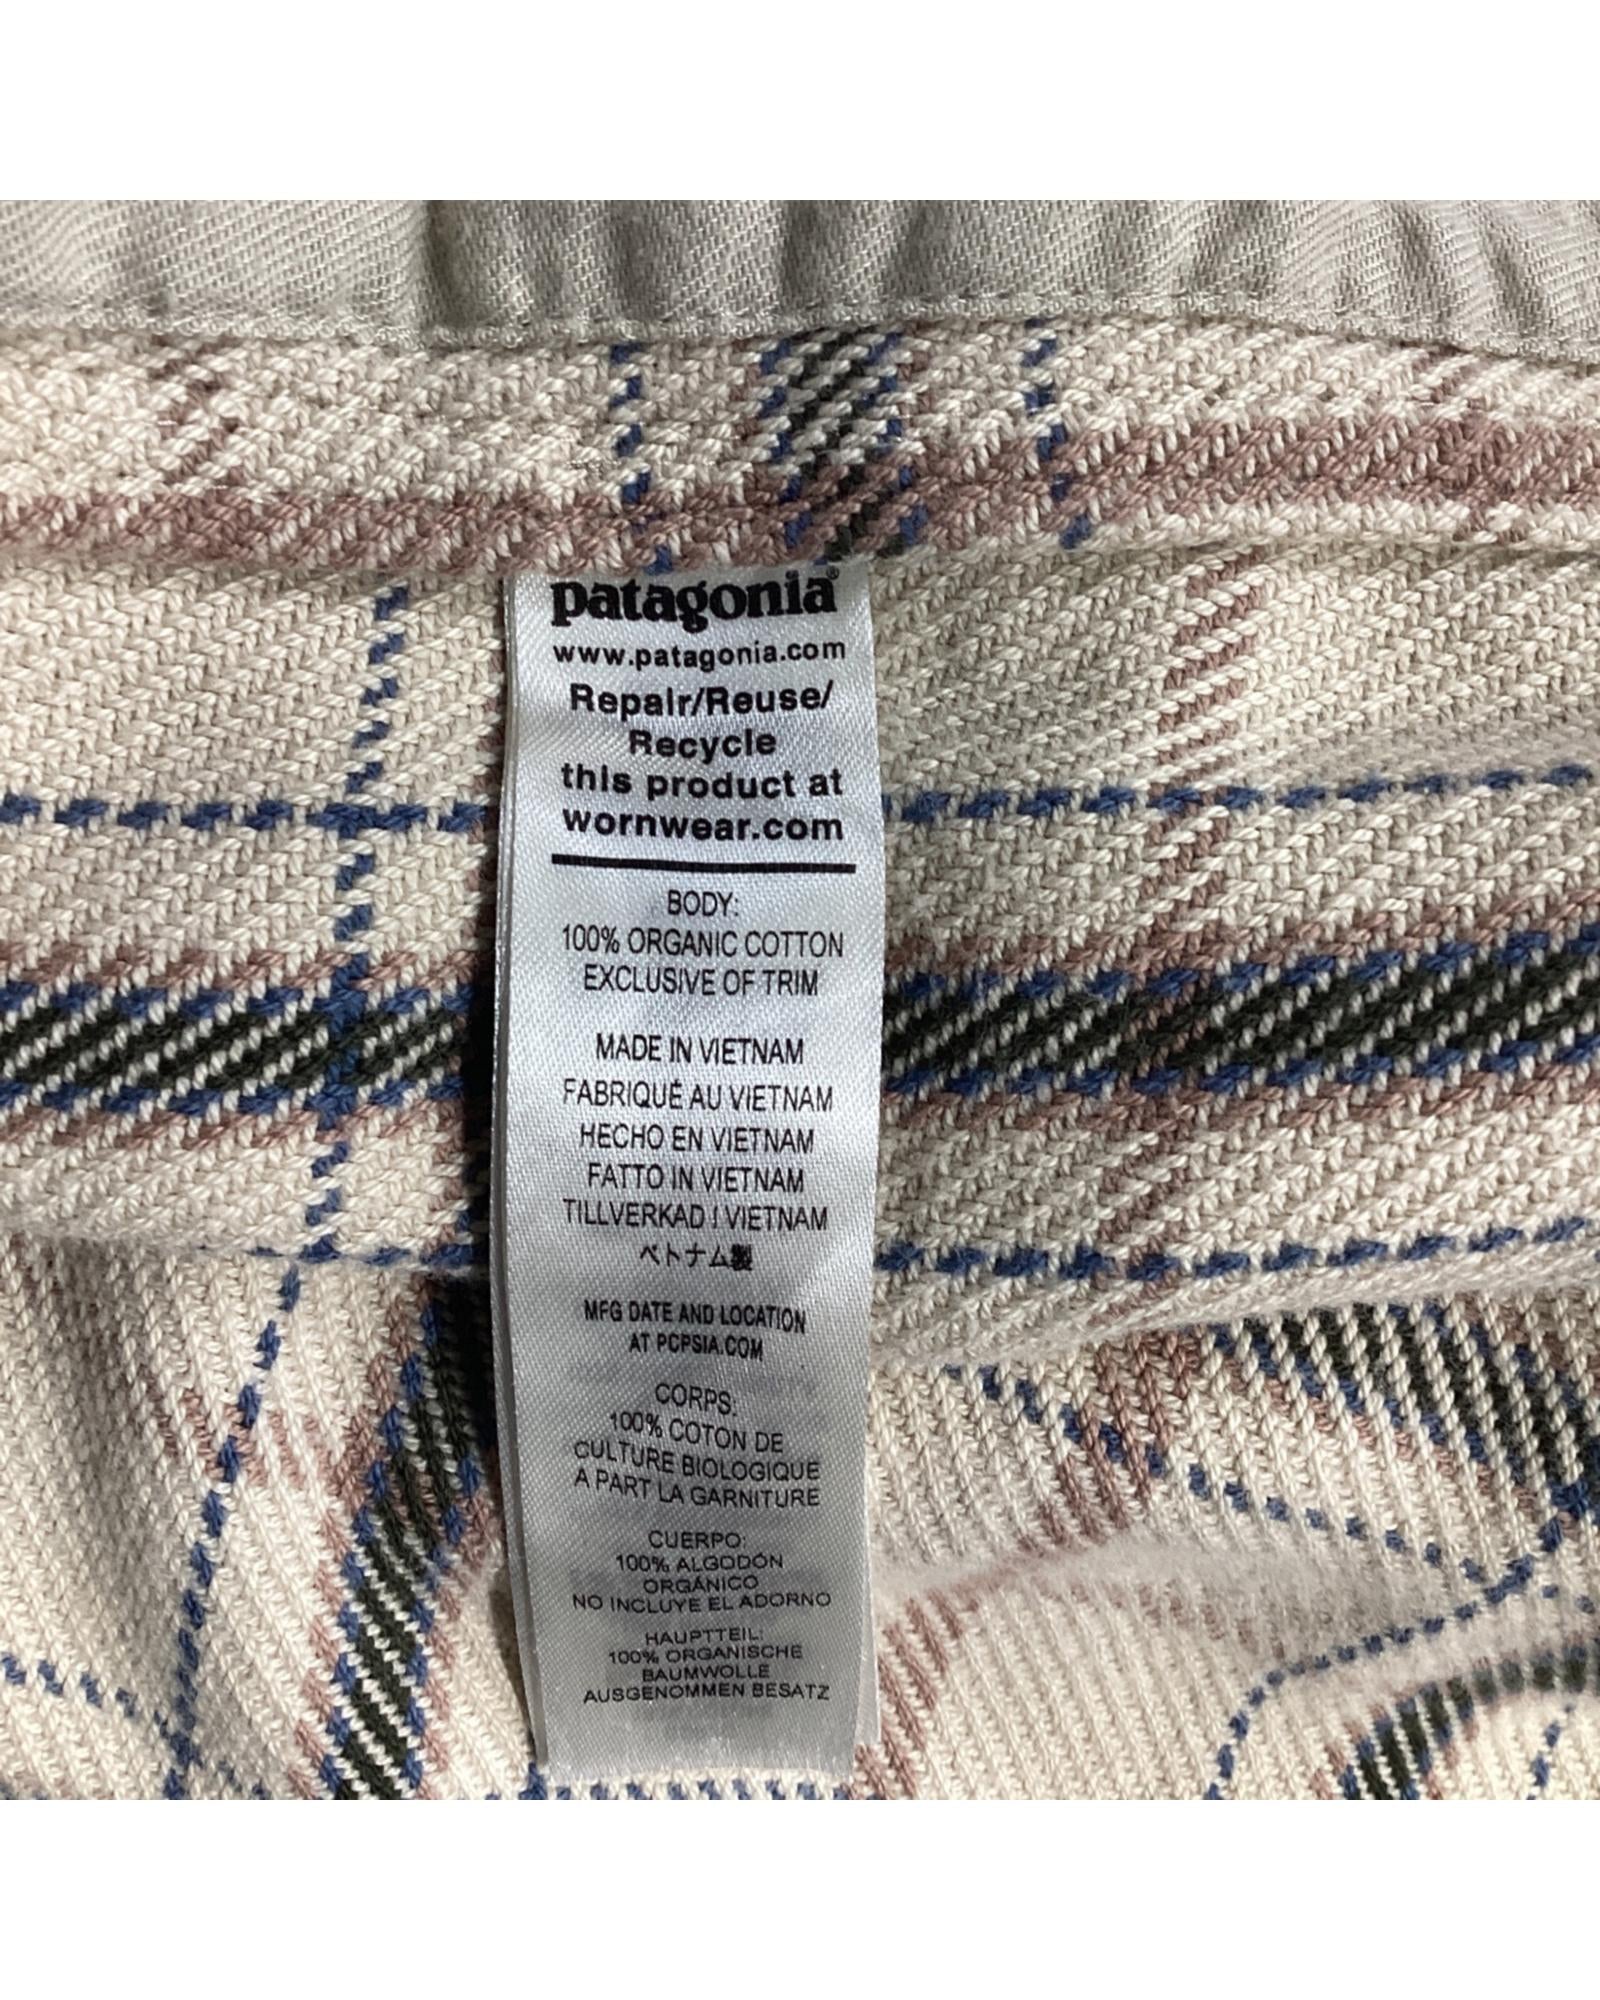 patagonia®
www.patagonia.com
Repair/Reuse/
Recycle
this product at
wornwear.com
BODY:
100% ORGANIC COTTON
EXCLUSIVE OF TRIM
MADE IN VIETNAM
FABRIQUÉ AU VIETNAM
HECHO EN VIETNAM
FATTO IN VIETNAM
TILLVERKAD I VIETNAM
ベトナム製
MFG DATE AND LOCATION
AT PCPSIA.COM
CORPS:
100% COTON DE
CULTURE BIOLOGIQUE
A PART LA GARNITURE
CUERPO:
100% ALGODÓN
ORGÁNICO
NO INCLUYE EL ADORNO
HAUPTTEIL:
100% ORGANISCHE
BAUMWOLLE
AUSGENOMMEN BESATZ